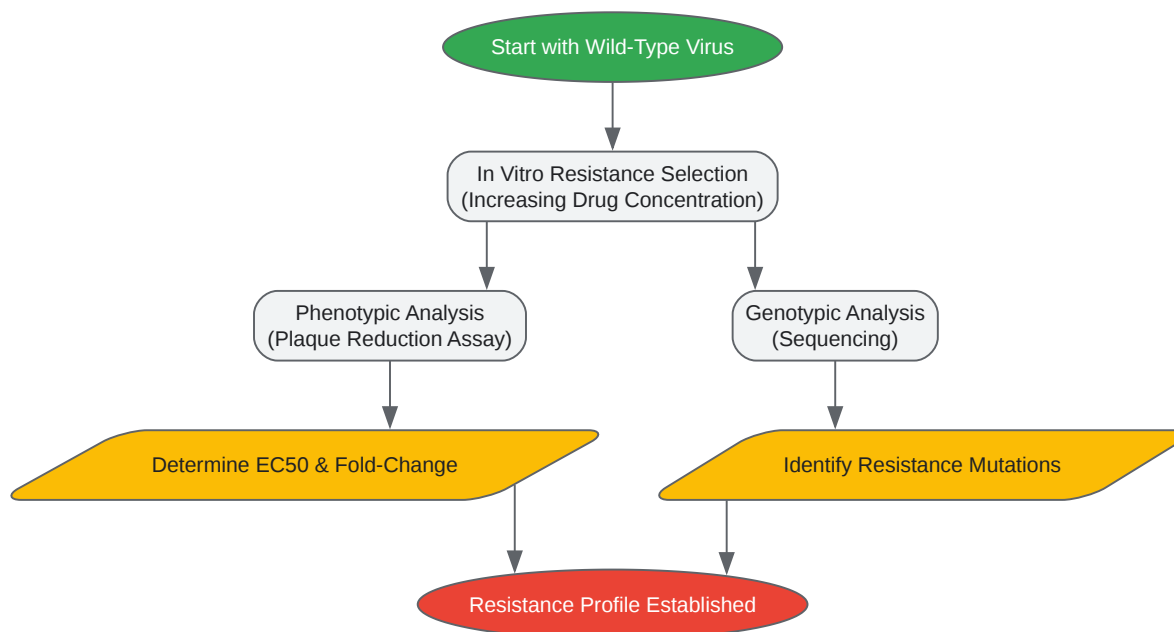 Start with Wild-Type Virus
In Vitro Resistance Selection
(Increasing Drug Concentration)
Phenotypic Analysis
(Plaque Reduction Assay)
Genotypic Analysis
(Sequencing)
Determine EC50 & Fold-Change
Identify Resistance Mutations
Resistance Profile Established